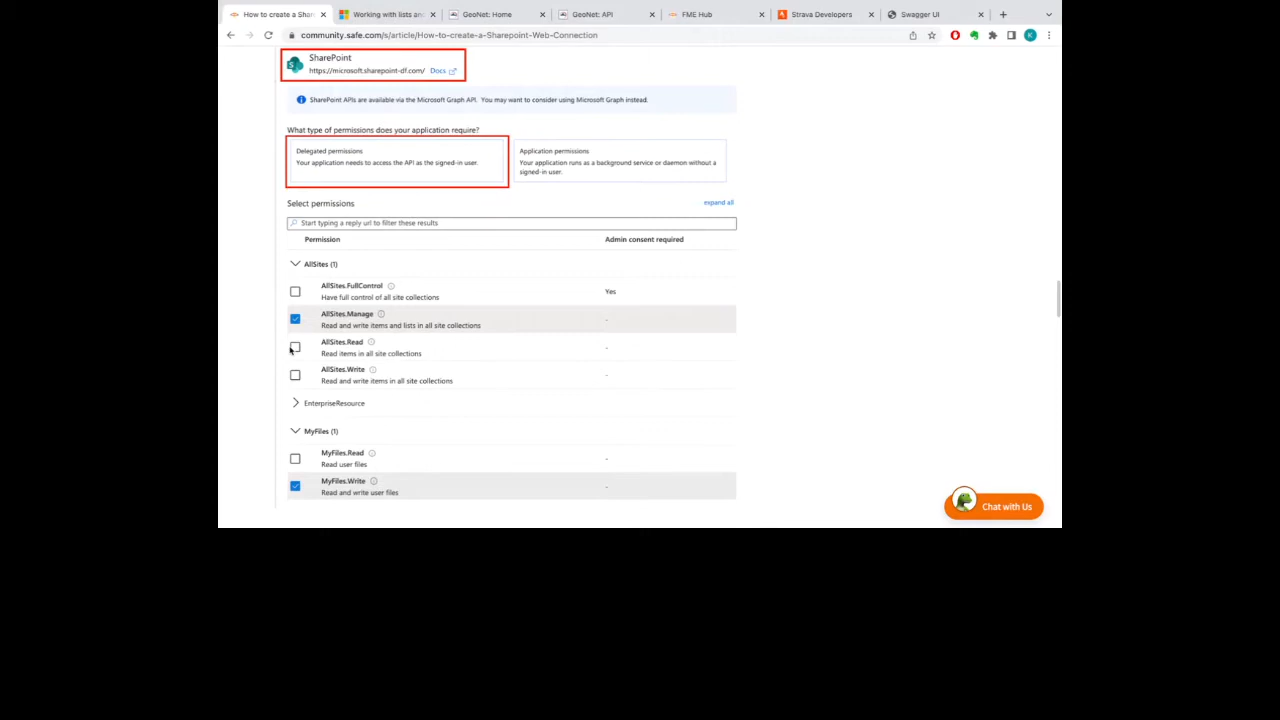 How to create a Shar
Working with lists an
GeoNet: Home
GeoNet: API
FME Hub
Strava Developers
Swagger UI
community.safe.com/s/article/How-to-create-a-Sharepoint-Web-Connection
K
SharePoint
https://microsoft.sharepoint-df.com/ Docs
SharePoint APIs are available via the Microsoft Graph API. You may want to consider using Microsoft Graph instead.
What type of permissions does your application require?
Delegated permissions
Your application needs to access the API as the signed-in user.
Application permissions
Your application runs as a background service or daemon without a
signed-in user.
Select permissions
expand all
Start typing a reply url to filter these results
Permission
Admin consent required
AllSites (1)
AllSites.FullControl
Have full control of all site collections
Yes
AllSites.Manage
Read and write items and lists in all site collections
-
AllSites.Read
Read items in all site collections
-
AllSites.Write
Read and write items in all site collections
-
EnterpriseResource
MyFiles (1)
MyFiles.Read
Read user files
-
MyFiles.Write
Read and write user files
-
Chat with Us